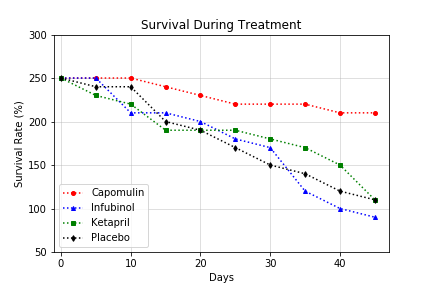 Survival During Treatment
300
250
200
150
100
50
Survival Rate (%)
Capomulin
Infubinol
Ketapril
Placebo
0
10
20
30
40
Days